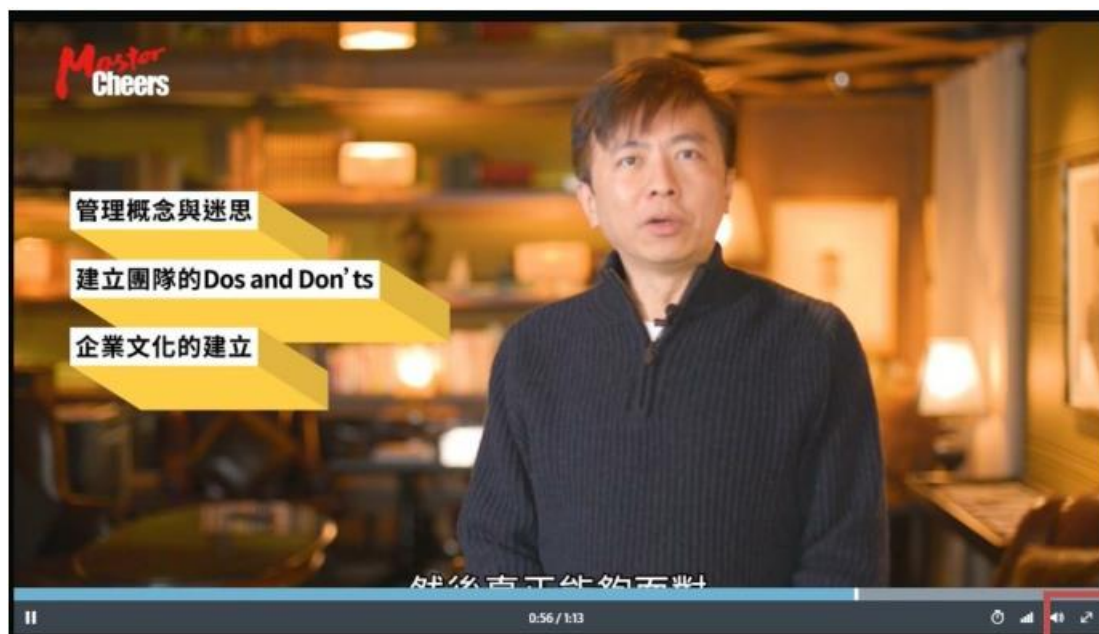 Master
Cheers
管理概念與迷思
建立團隊的Dos and Don'ts
企業文化的建立
然後真正能夠面對
0:56 / 1:13